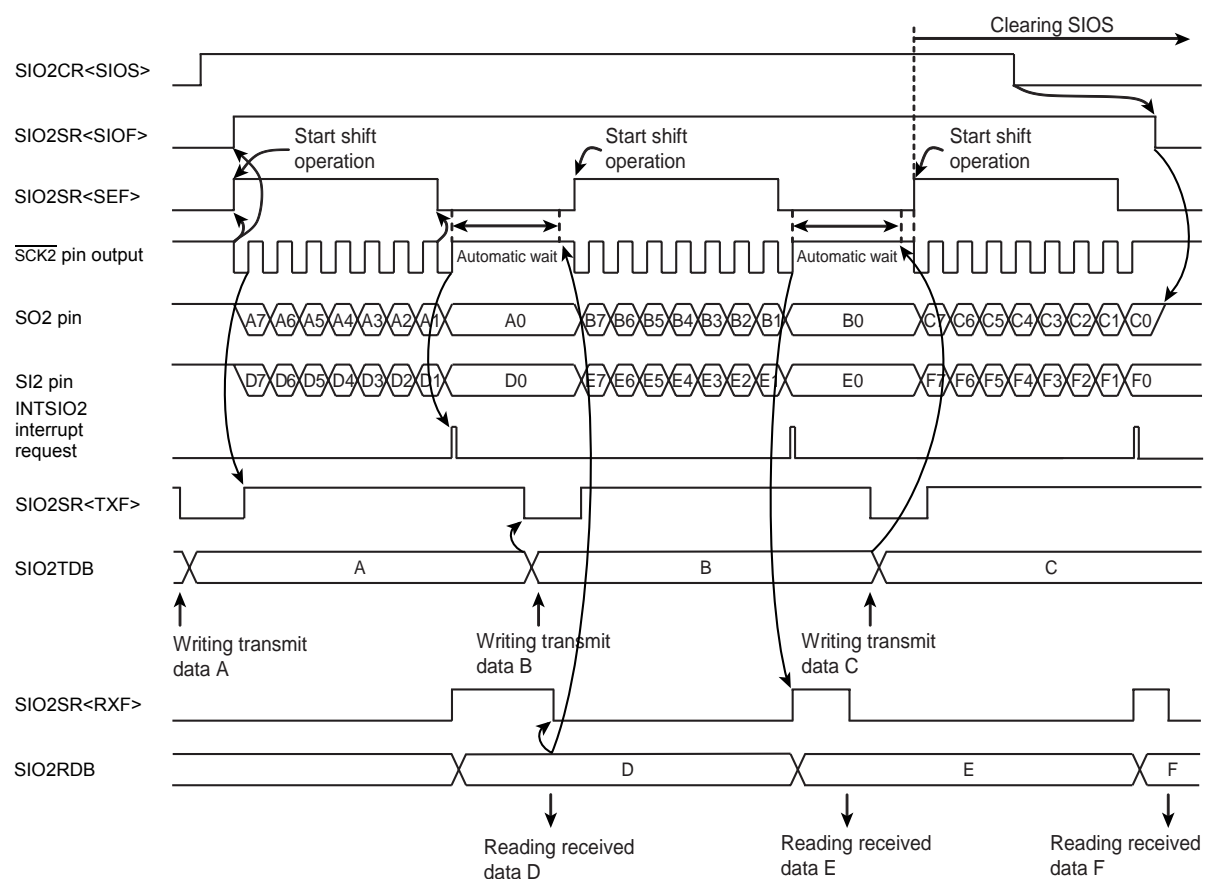 Clearing SIOS
SIO2CR<SIOS>
SIO2SR<SIOF>
Start shift
operation
Start shift
operation
Start shift
operation
SIO2SR<SEF>
SCK2 pin output
Automatic wait
Automatic wait
SO2 pin
A7 A6 A5 A4 A3 A2 A1 A0 B7 B6 B5 B4 B3 B2 B1 B0 C7 C6 C5 C4 C3 C2 C1 C0
SI2 pin
D7 D6 D5 D4 D3 D2 D1 D0 E7 E6 E5 E4 E3 E2 E1 E0 F7 F6 F5 F4 F3 F2 F1 F0
INTSIO2
interrupt
request
SIO2SR<TXF>
SIO2TDB
A B C
Writing transmit
data A
Writing transmit
data B
Writing transmit
data C
SIO2SR<RXF>
SIO2RDB
D E F
Reading received
data D
Reading received
data E
Reading received
data F